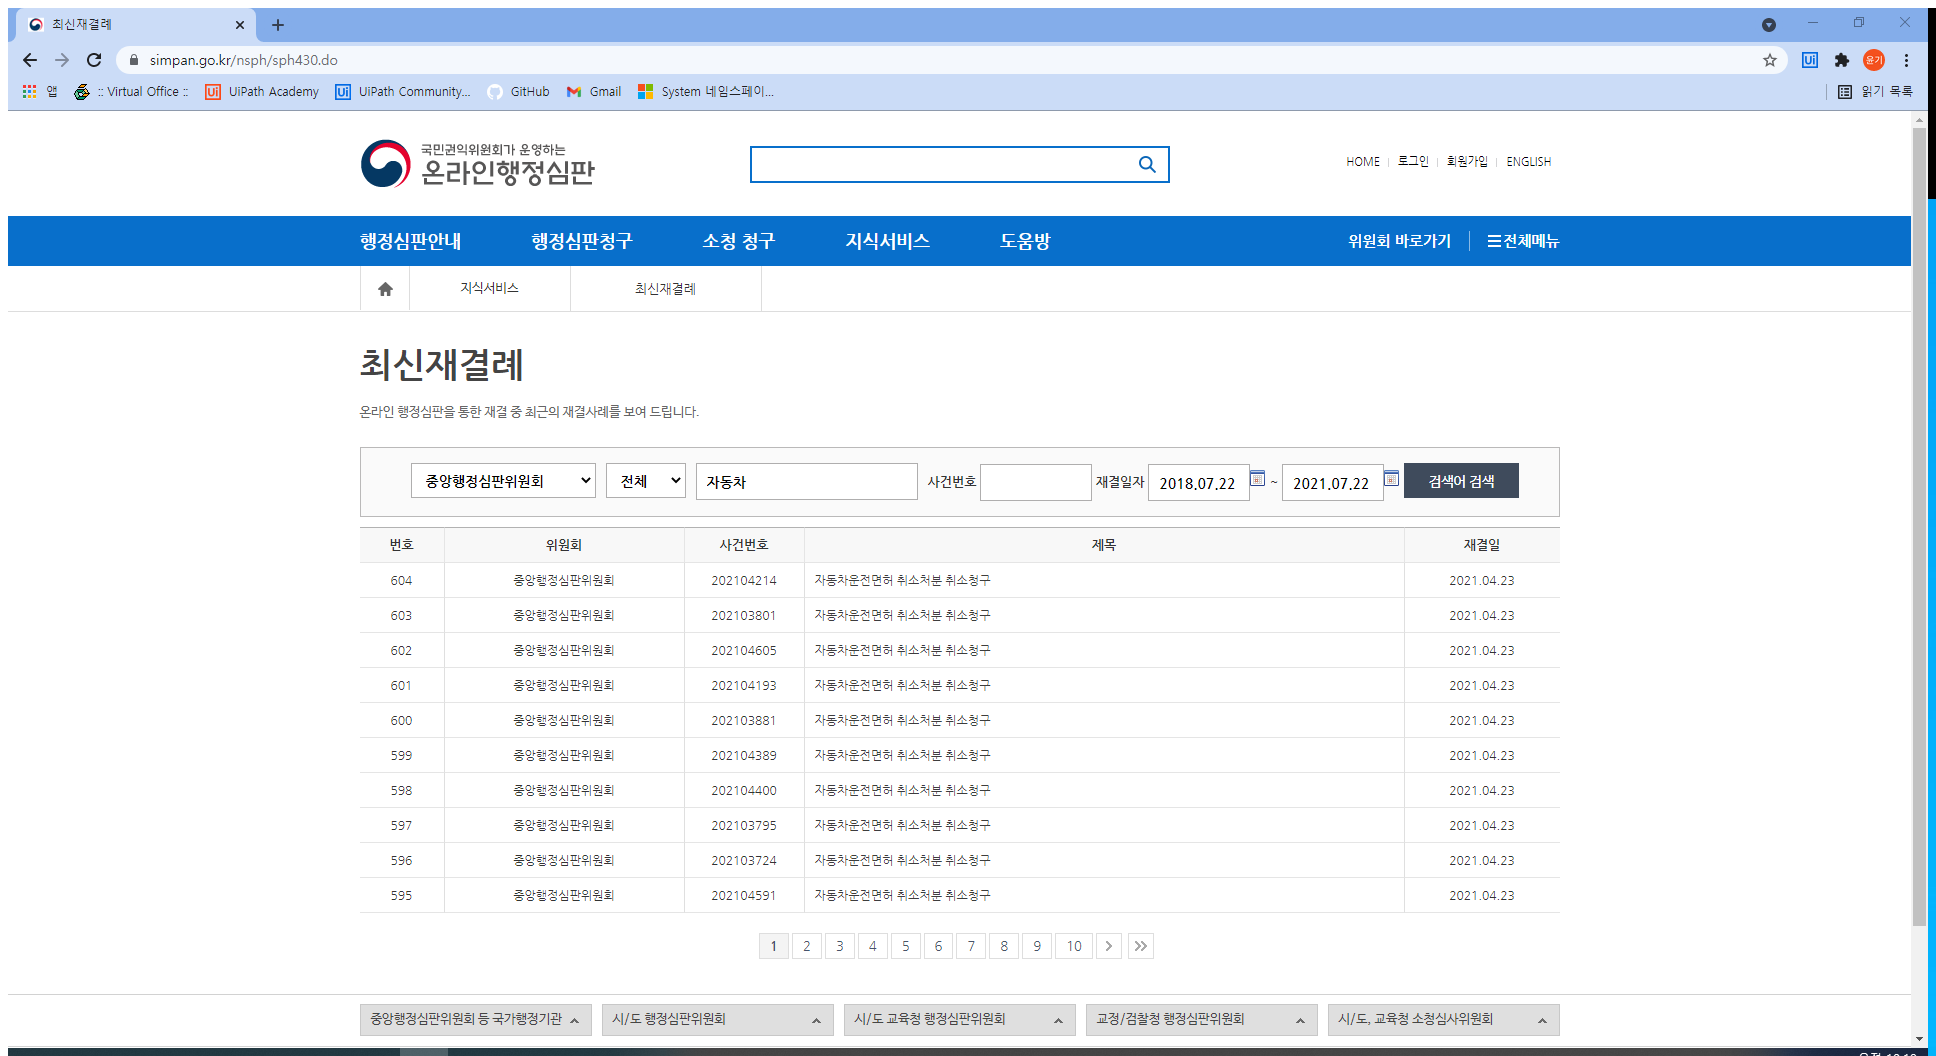 최신재결례
simpan.go.kr/nsph/sph430.do
윤기
앱 :: Virtual Office :: UiPath Academy UiPath Community... GitHub Gmail System 네임스페이... 읽기 목록
국민권익위원회가 운영하는
온라인행정심판
HOME 로그인 회원가입 ENGLISH
행정심판안내 행정심판청구 소청 청구 지식서비스 도움방 위원회 바로가기 전체메뉴
지식서비스 최신재결례
최신재결례
온라인 행정심판을 통한 재결 중 최근의 재결사례를 보여 드립니다.
중앙행정심판위원회 전체 자동차 사건번호 재결일자 2018.07.22 ~ 2021.07.22 검색어 검색
번호 위원회 사건번호 제목 재결일
604 중앙행정심판위원회 202104214 자동차운전면허 취소처분 취소청구 2021.04.23
603 중앙행정심판위원회 202103801 자동차운전면허 취소처분 취소청구 2021.04.23
602 중앙행정심판위원회 202104605 자동차운전면허 취소처분 취소청구 2021.04.23
601 중앙행정심판위원회 202104193 자동차운전면허 취소처분 취소청구 2021.04.23
600 중앙행정심판위원회 202103881 자동차운전면허 취소처분 취소청구 2021.04.23
599 중앙행정심판위원회 202104389 자동차운전면허 취소처분 취소청구 2021.04.23
598 중앙행정심판위원회 202104400 자동차운전면허 취소처분 취소청구 2021.04.23
597 중앙행정심판위원회 202103795 자동차운전면허 취소처분 취소청구 2021.04.23
596 중앙행정심판위원회 202103724 자동차운전면허 취소처분 취소청구 2021.04.23
595 중앙행정심판위원회 202104591 자동차운전면허 취소처분 취소청구 2021.04.23
1 2 3 4 5 6 7 8 9 10 > >>
중앙행정심판위원회 등 국가행정기관 시/도 행정심판위원회 시/도 교육청 행정심판위원회 교정/검찰청 행정심판위원회 시/도, 교육청 소청심사위원회